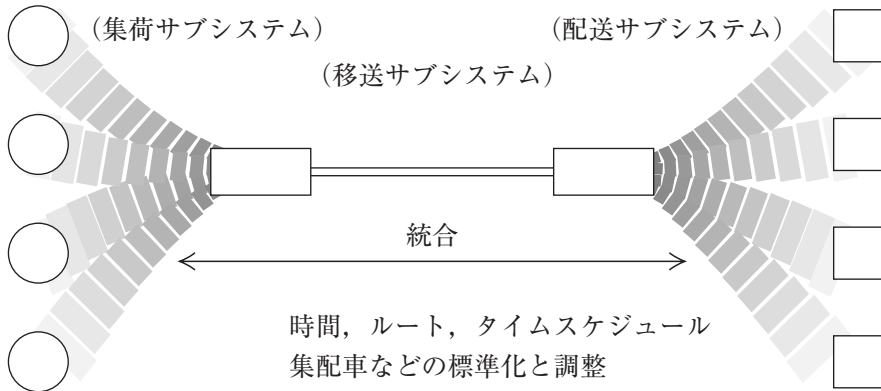 (集荷サブシステム)
(配送サブシステム)
(移送サブシステム)
統合
時間,ルート,タイムスケジュール
集配車などの標準化と調整